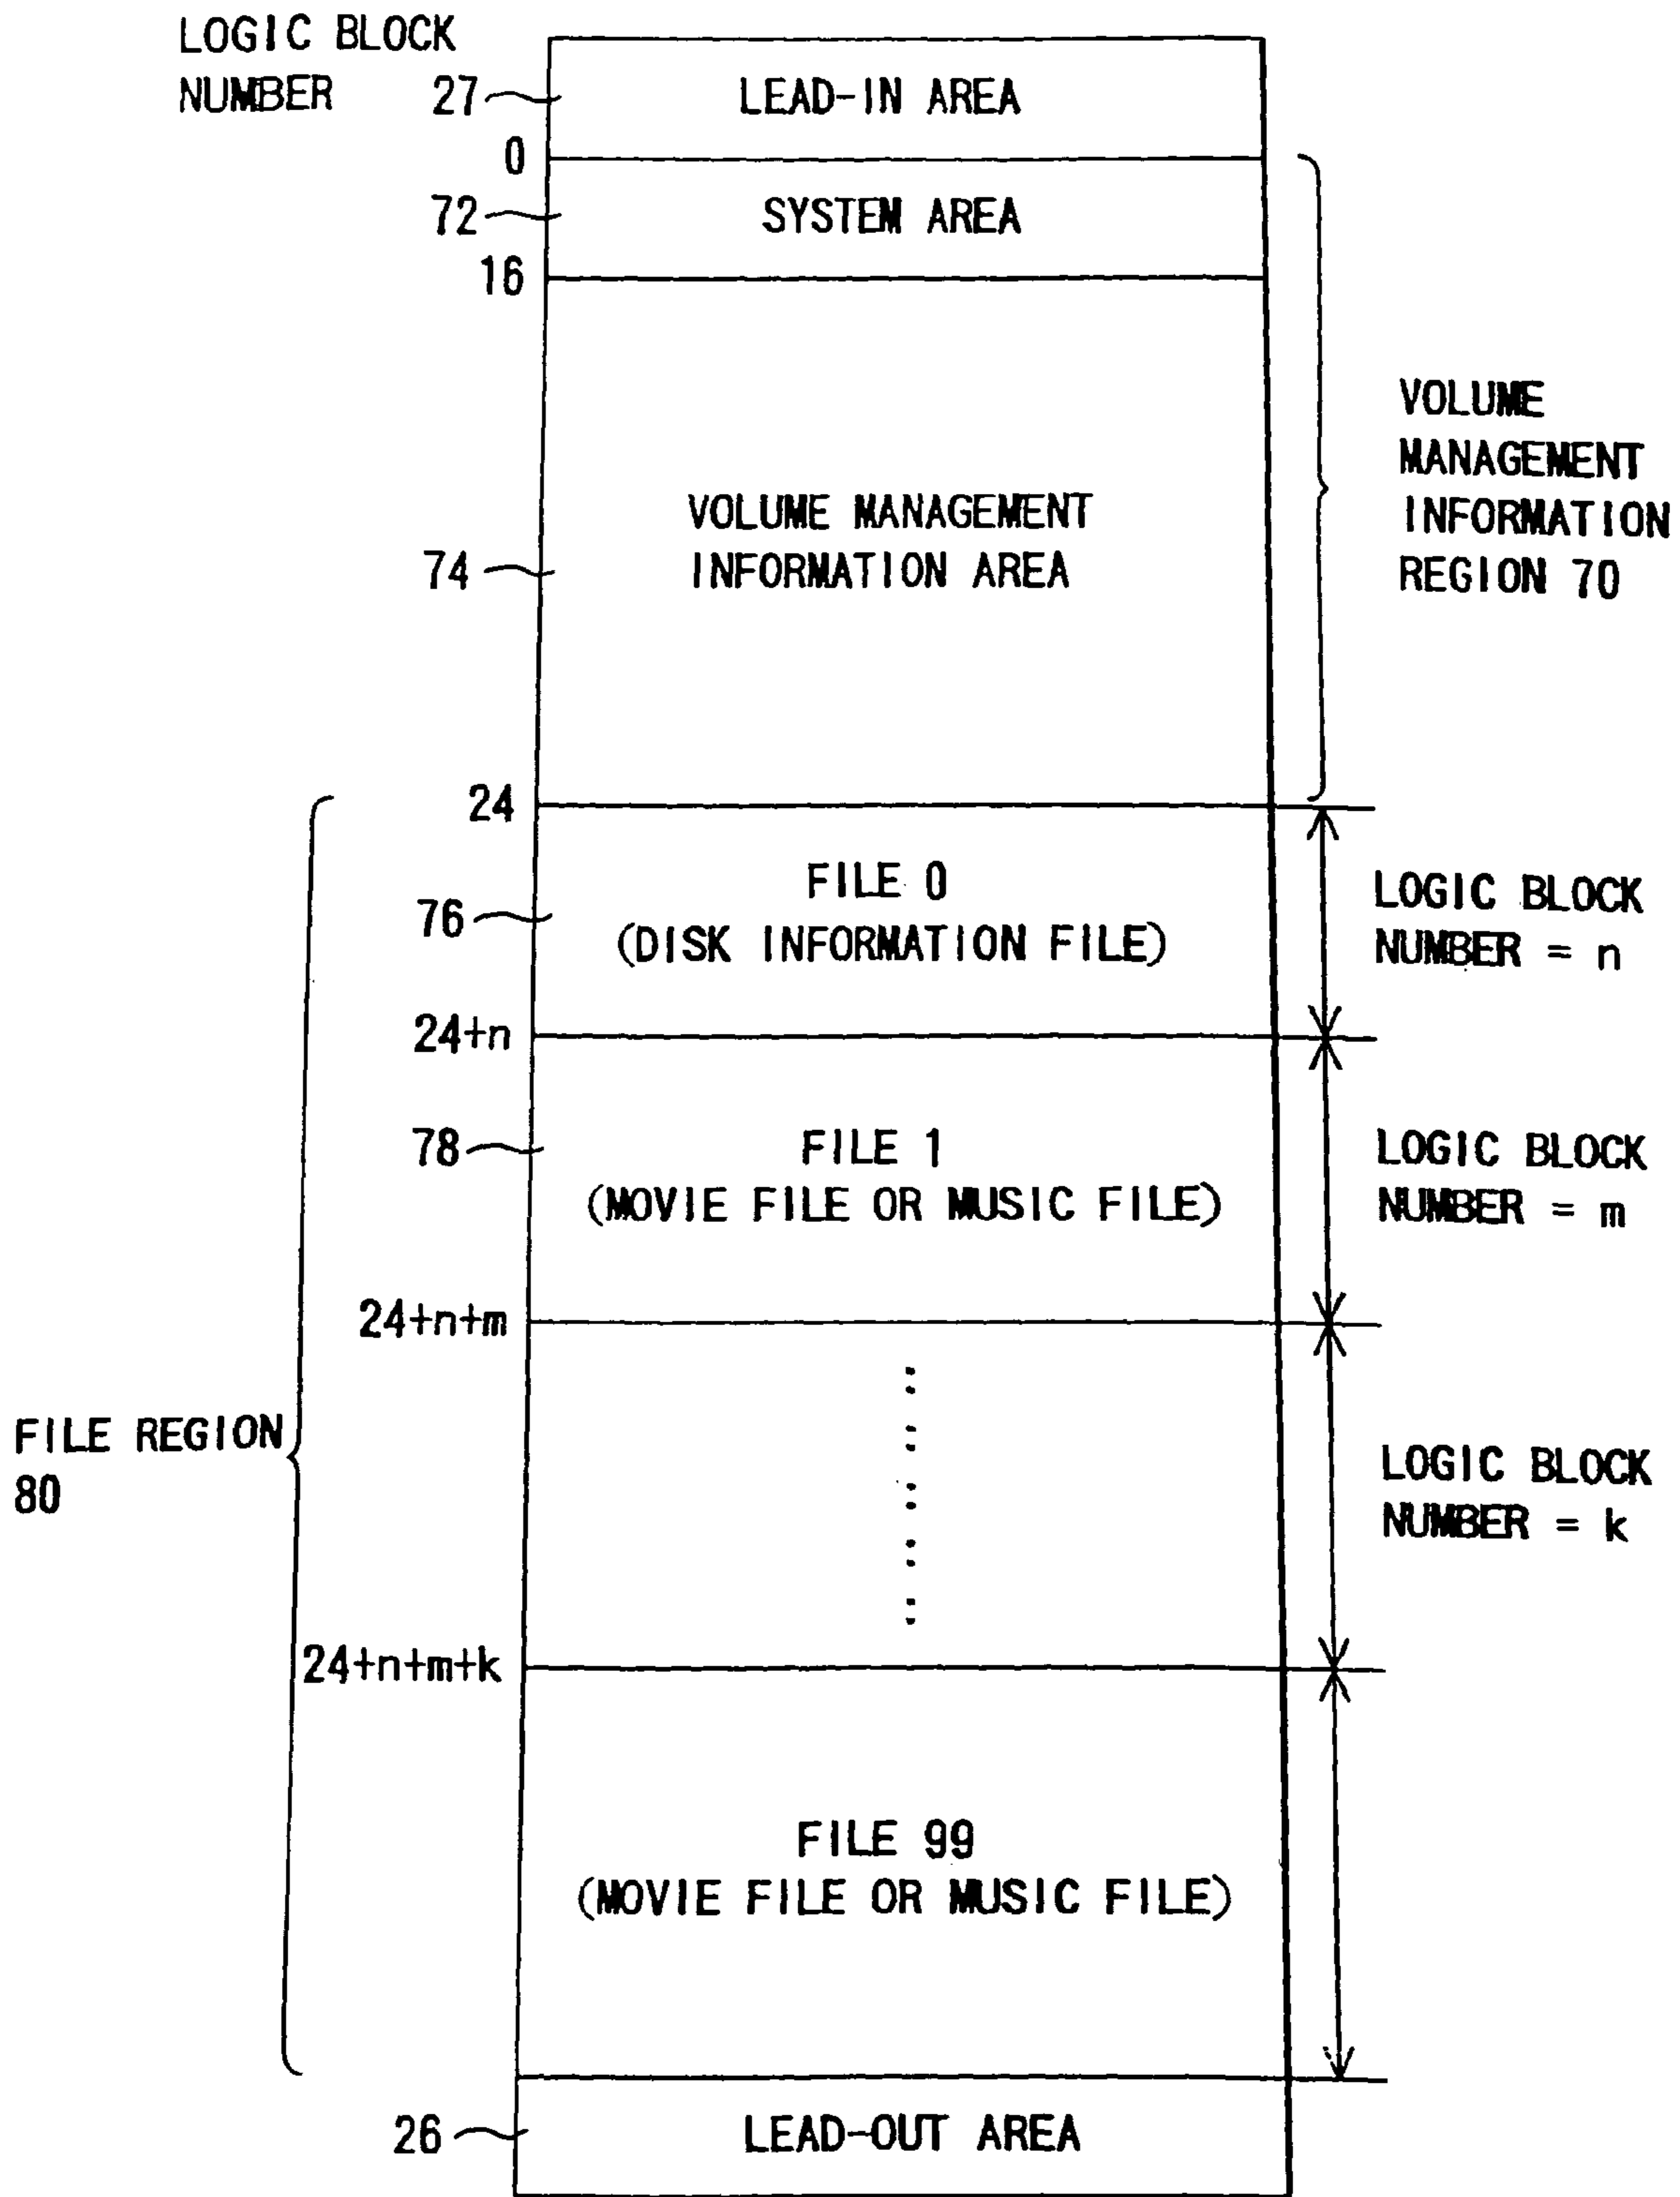 LOGIC BLOCK
NUMBER
27
LEAD-IN AREA
0
72
SYSTEM AREA
16
VOLUME
MANAGEMENT
INFORMATION
REGION 70
VOLUME MANAGEMENT
INFORMATION AREA
74
24
FILE 0
(DISK INFORMATION FILE)
76
LOGIC BLOCK
NUMBER = n
24+n
78
FILE 1
(MOVIE FILE OR MUSIC FILE)
LOGIC BLOCK
NUMBER = m
24+n+m
FILE REGION
80
LOGIC BLOCK
NUMBER = k
24+n+m+k
FILE 99
(MOVIE FILE OR MUSIC FILE)
26
LEAD-OUT AREA